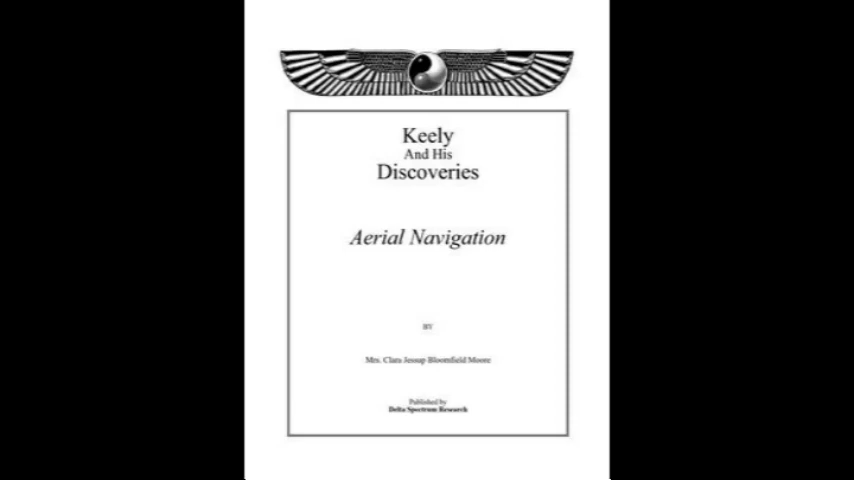 Keely
And His
Discoveries
Aerial Navigation
BY
Mrs. Clara Jessup Bloomfield Moore
Published by
Delta Spectrum Research